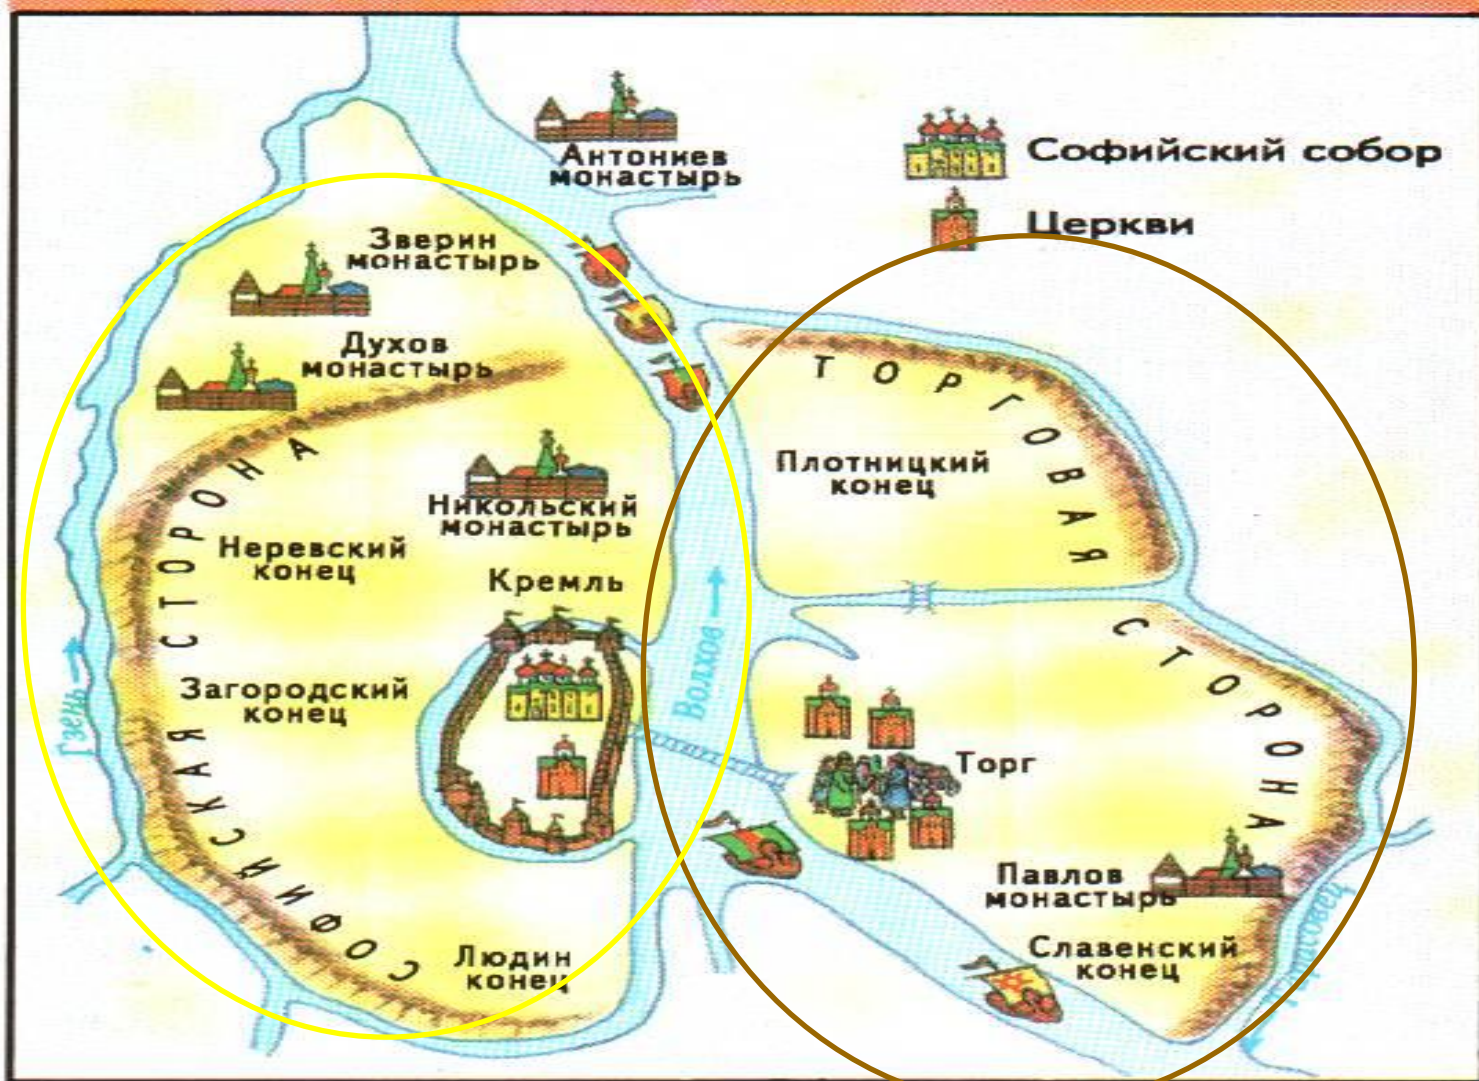 Антониев
монастырь
Софийский собор
Церкви
Зверин
монастырь
Духов
монастырь
ТОРГОВАЯ
СТОРОНА
Плотницкий
конец
Никольский
монастырь
Неревский
конец
Кремль
СОФИЙСКАЯ СТОРОНА
Загородский
конец
Волхов
Гзень
Торг
Павлов
монастырь
Славенский
конец
Людин
конец